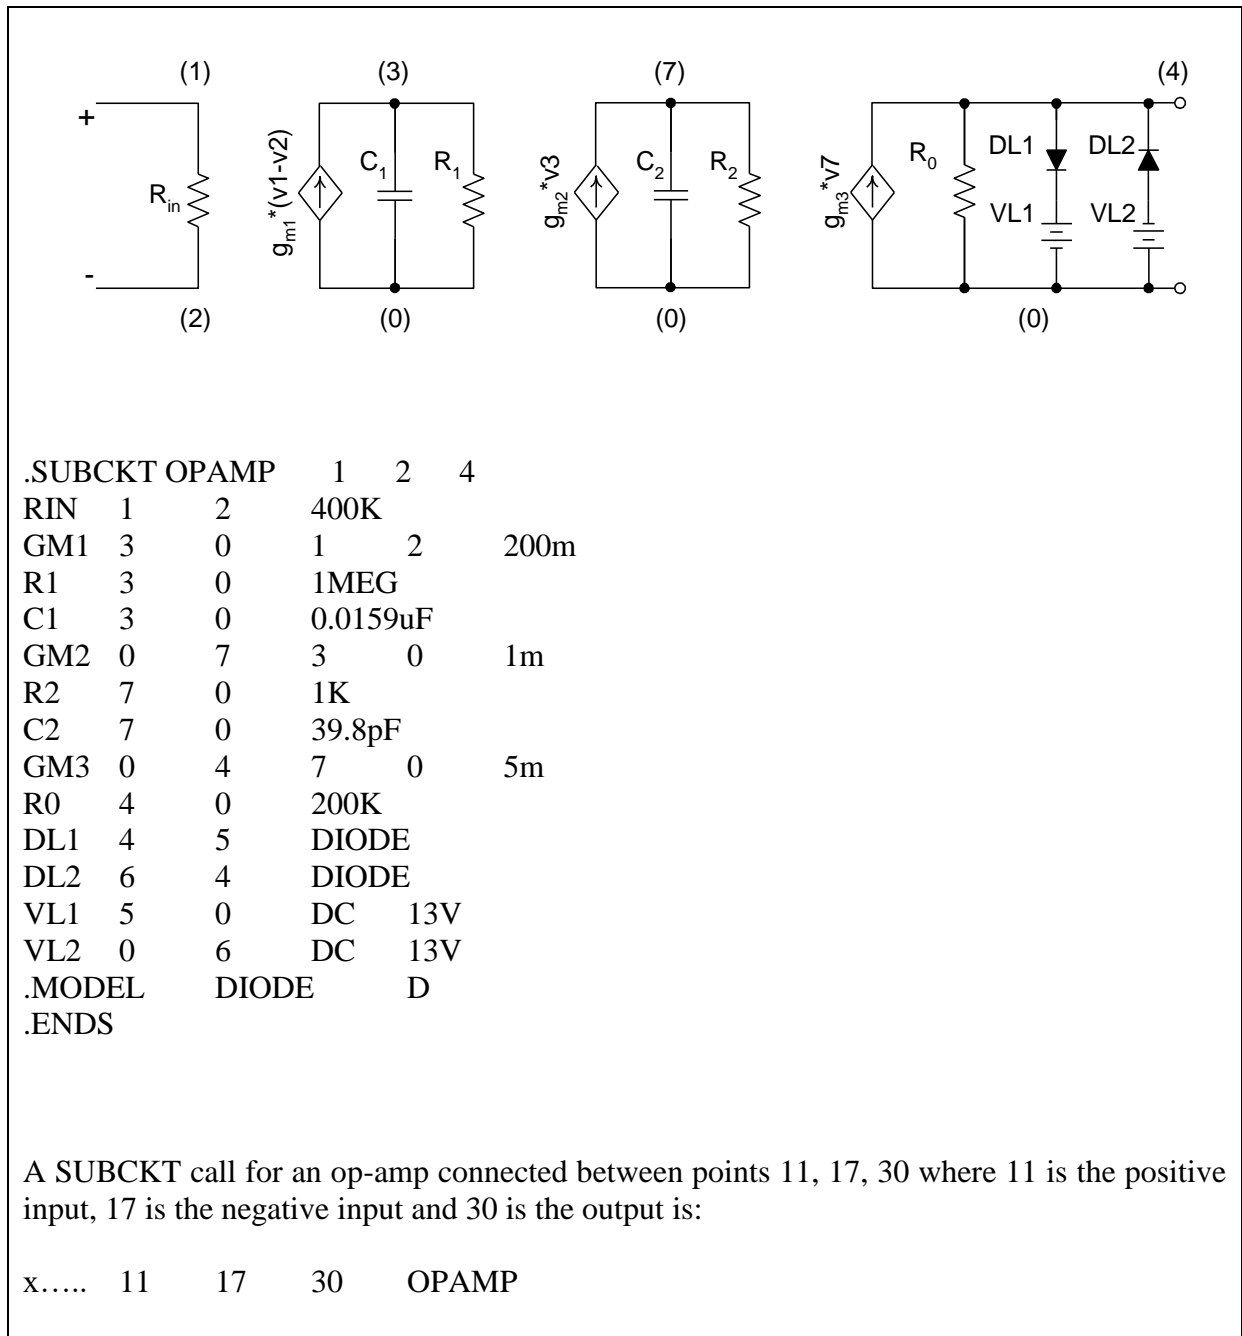 (1) (3) (7) (4)
+
g_m1*(v1-v2)
C_1
R_1
g_m2*v3
C_2
R_2
g_m3*v7
R_0
DL1
DL2
R_in
VL1
VL2
-
(2) (0) (0) (0)
.SUBCKT OPAMP 1 2 4
RIN 1 2 400K
GM1 3 0 1 2 200m
R1 3 0 1MEG
C1 3 0 0.0159uF
GM2 0 7 3 0 1m
R2 7 0 1K
C2 7 0 39.8pF
GM3 0 4 7 0 5m
R0 4 0 200K
DL1 4 5 DIODE
DL2 6 4 DIODE
VL1 5 0 DC 13V
VL2 0 6 DC 13V
.MODEL DIODE D
.ENDS
A SUBCKT call for an op-amp connected between points 11, 17, 30 where 11 is the positive
input, 17 is the negative input and 30 is the output is:
x….. 11 17 30 OPAMP